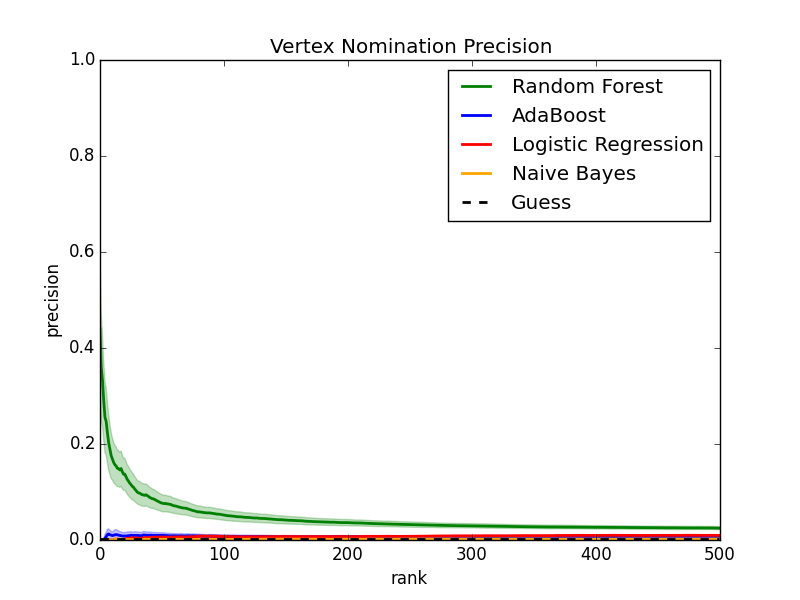 Vertex Nomination Precision
1.0
0.8
0.6
0.4
0.2
0.0
precision
Random Forest
AdaBoost
Logistic Regression
Naive Bayes
Guess
0 100 200 300 400 500
rank